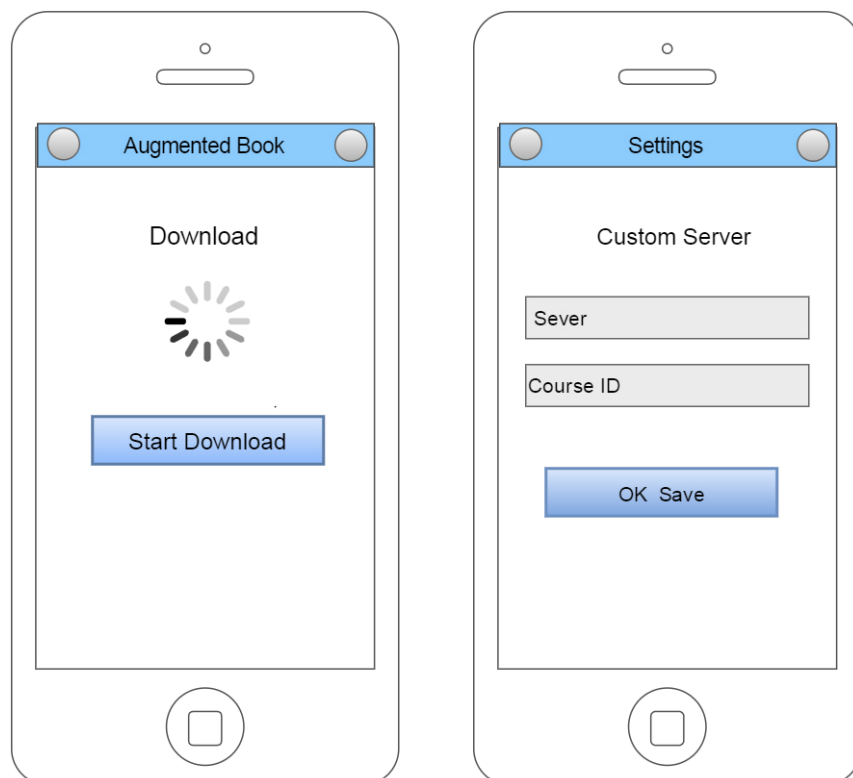 Augmented Book
Download
Start Download
Settings
Custom Server
Sever
Course ID
OK Save